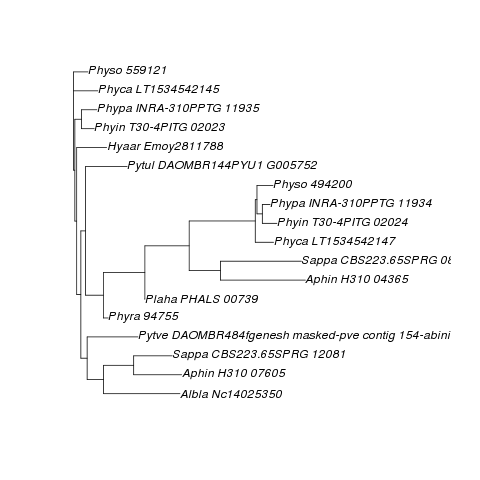 Physo 559121
Phyca LT1534542145
Phypa INRA-310PPTG 11935
Phyin T30-4PITG 02023
Hyaar Emoy2811788
Pytul DAOMBR144PYU1 G005752
Physo 494200
Phypa INRA-310PPTG 11934
Phyin T30-4PITG 02024
Phyca LT1534542147
Sappa CBS223.65SPRG 08
Aphin H310 04365
Plaha PHALS 00739
Phyra 94755
Pytve DAOMBR484fgenesh masked-pve contig 154-abini
Sappa CBS223.65SPRG 12081
Aphin H310 07605
Albla Nc14025350